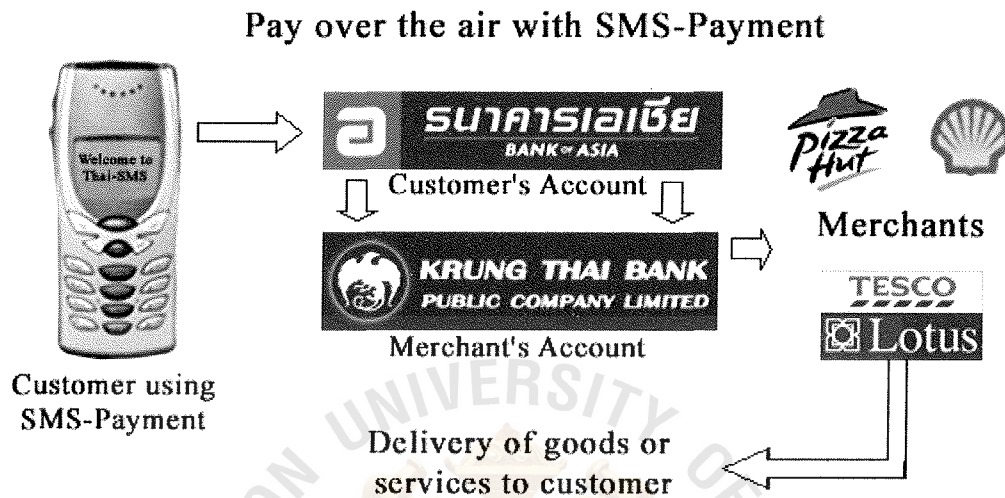 Pay over the air with SMS-Payment
Welcome to
Thai-SMS
Customer using
SMS-Payment
ธนาคารเอเชีย
BANK OF ASIA
Customer's Account
KRUNG THAI BANK
PUBLIC COMPANY LIMITED
Merchant's Account
Pizza
Hut
Merchants
TESCO
Lotus
Delivery of goods or
services to customer